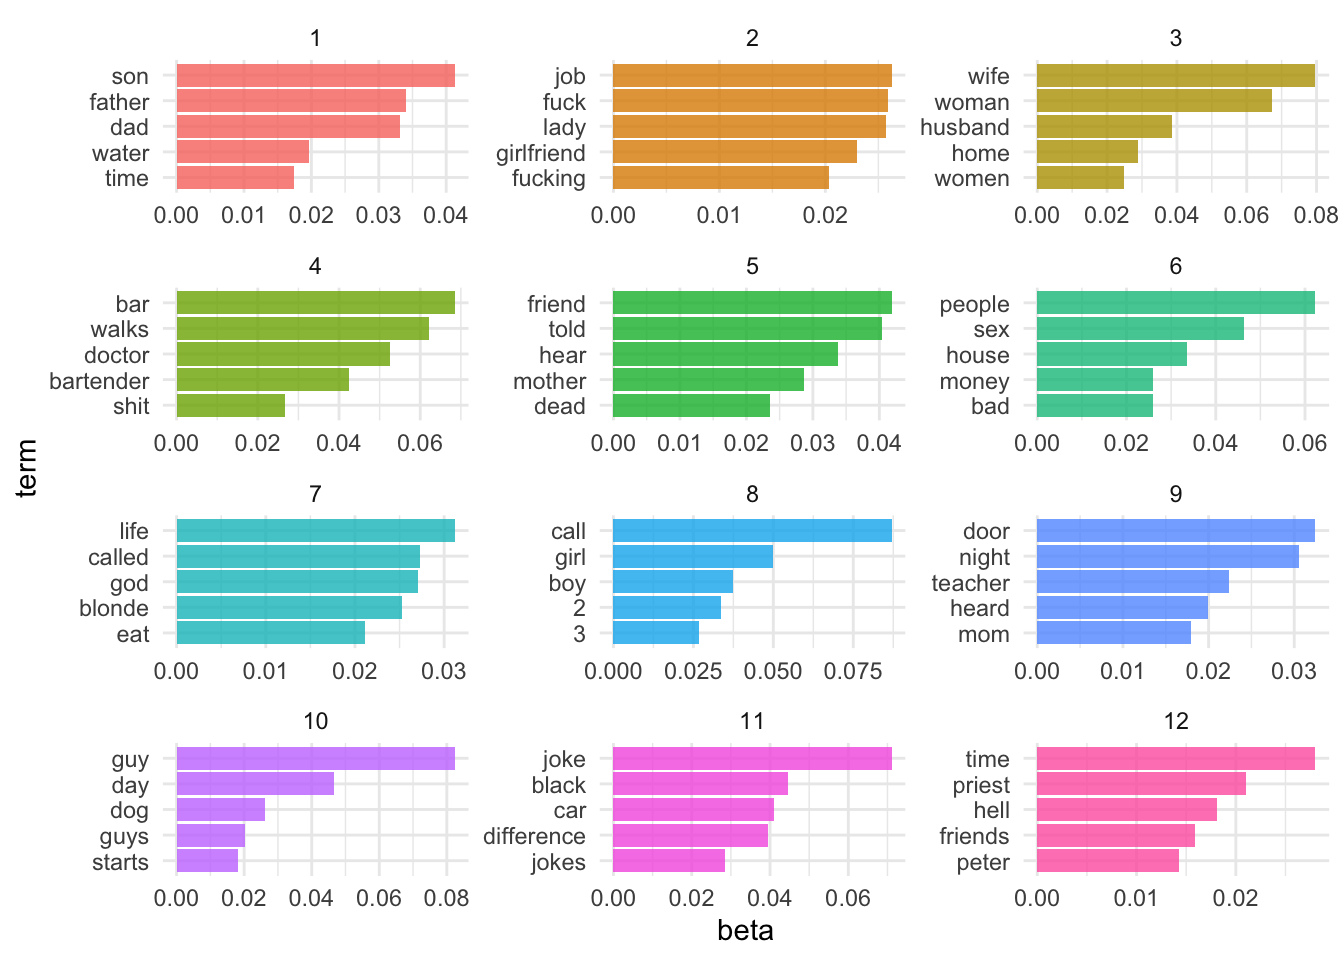 1
son
father
dad
water
time
0.00 0.01 0.02 0.03 0.04
2
job
fuck
lady
girlfriend
fucking
0.00 0.01 0.02
3
wife
woman
husband
home
women
0.00 0.02 0.04 0.06 0.08
4
bar
walks
doctor
bartender
shit
0.00 0.02 0.04 0.06
5
friend
told
hear
mother
dead
0.00 0.01 0.02 0.03 0.04
6
people
sex
house
money
bad
0.00 0.02 0.04 0.06
7
life
called
god
blonde
eat
0.00 0.01 0.02 0.03
8
call
girl
boy
2
3
0.000 0.025 0.050 0.075
9
door
night
teacher
heard
mom
0.00 0.01 0.02 0.03
10
guy
day
dog
guys
starts
0.00 0.02 0.04 0.06 0.08
11
joke
black
car
difference
jokes
0.00 0.02 0.04 0.06
12
time
priest
hell
friends
peter
0.00 0.01 0.02
term
beta